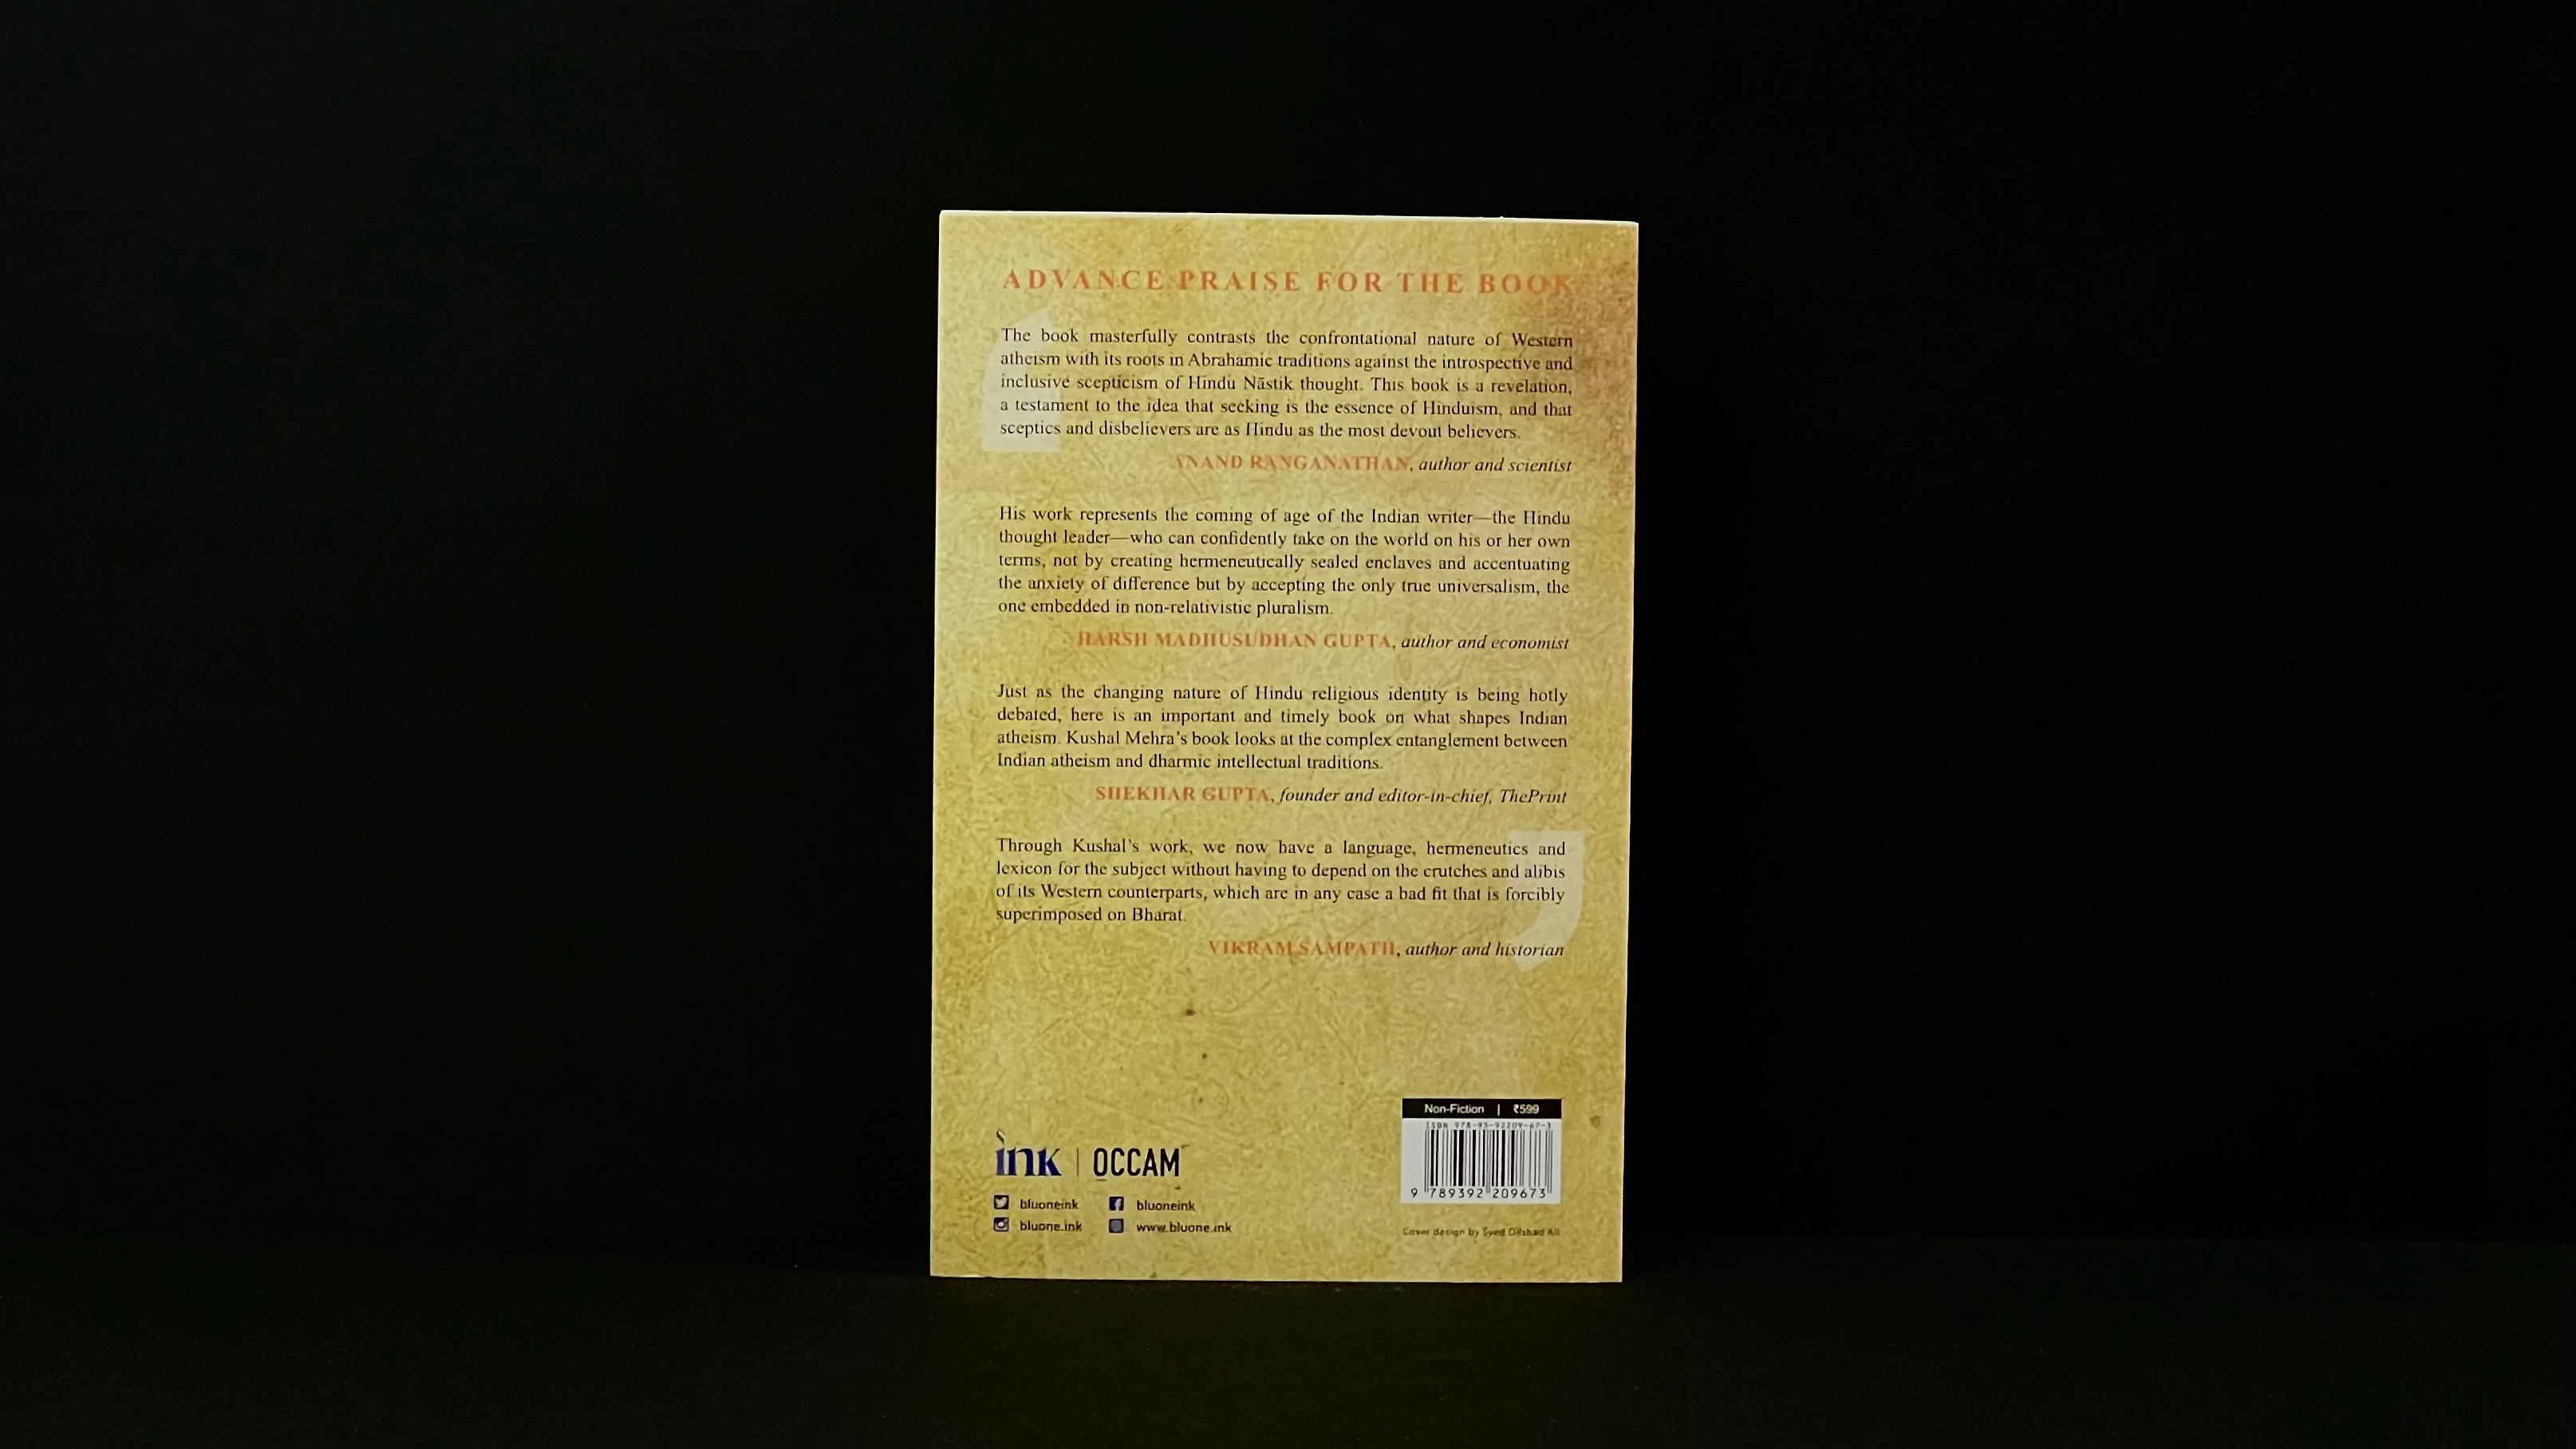 ADVANCE PRAISE FOR THE BOOK
The book masterfully contrasts the confrontational nature of Western
atheism with its roots in Abrahamic traditions against the introspective and
inclusive scepticism of Hindu Nāstik thought. This book is a revelation,
a testament to the idea that seeking is the essence of Hinduism, and that
sceptics and disbelievers are as Hindu as the most devout believers.
ANAND RANGANATHAN, author and scientist
His work represents the coming of age of the Indian writer—the Hindu
thought leader—who can confidently take on the world on his or her own
terms, not by creating hermeneutically sealed enclaves and accentuating
the anxiety of difference but by accepting the only true universalism, the
one embedded in non-relativistic pluralism.
HARSH MADHUSUDHAN GUPTA, author and economist
Just as the changing nature of Hindu religious identity is being hotly
debated, here is an important and timely book on what shapes Indian
atheism. Kushal Mehra's book looks at the complex entanglement between
Indian atheism and dharmic intellectual traditions.
SHEKHAR GUPTA, founder and editor-in-chief, ThePrint
Through Kushal's work, we now have a language, hermeneutics and
lexicon for the subject without having to depend on the crutches and alibis
of its Western counterparts, which are in any case a bad fit that is forcibly
superimposed on Bharat.
VIKRAM SAMPATH, author and historian
Non-Fiction | ₹599
ISBN 978-93-92209-67-3
9 789392 209673
ink | OCCAM
bluoneink bluoneink
bluone.ink www.bluone.ink
Cover design by Syed Dilshad Ali